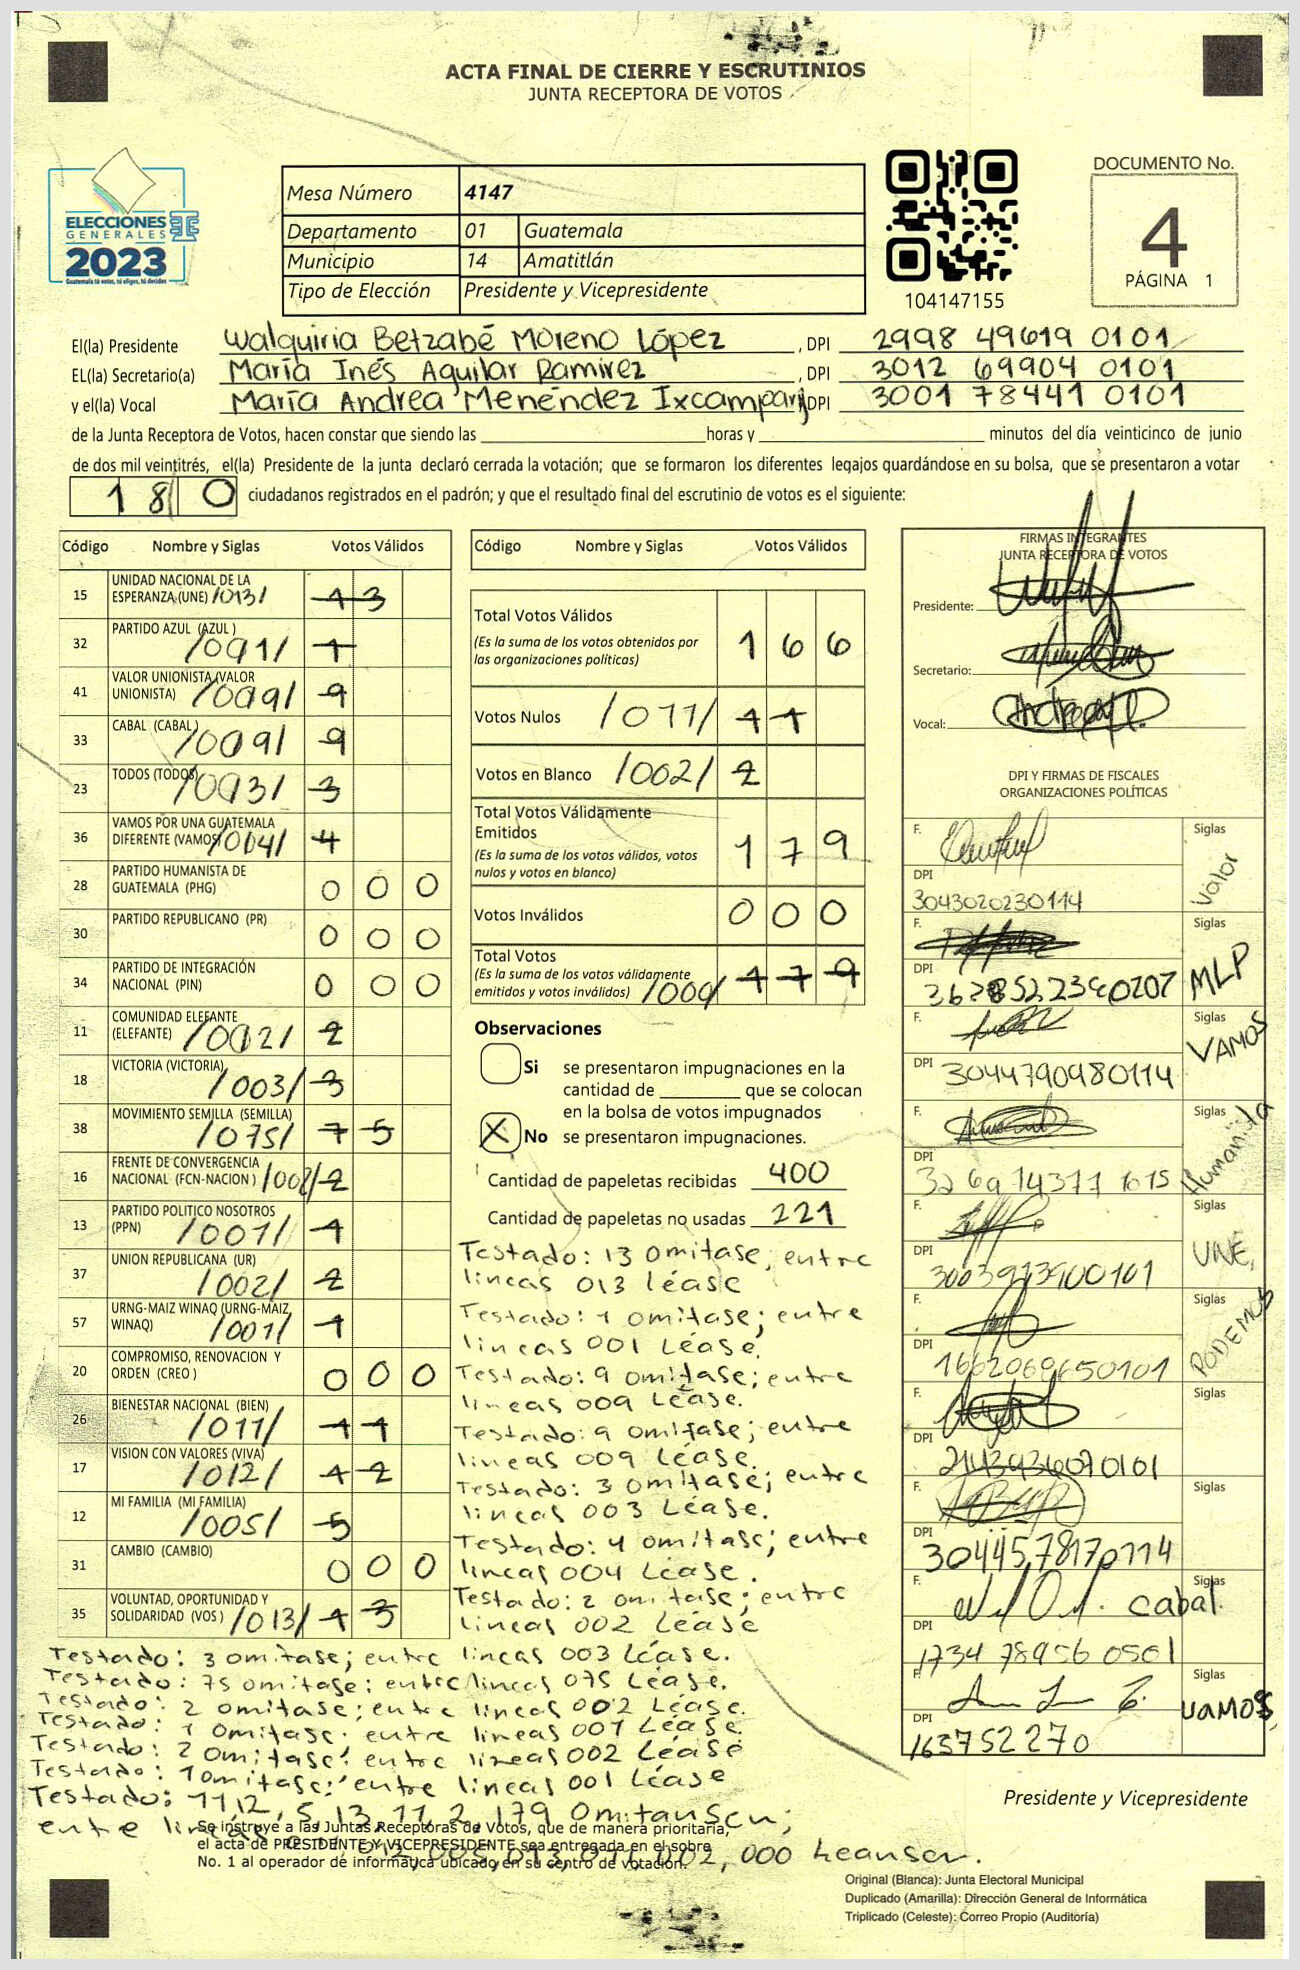 ACTA FINAL DE CIERRE Y ESCRUTINIOS
JUNTA RECEPTORA DE VOTOS
ELECCIONES
GENERALES
2023
Guatemala tú votas, tú eliges, tú decides
Mesa Número 4147
Departamento 01 Guatemala
Municipio 14 Amatitlán
Tipo de Elección Presidente y Vicepresidente
104147155
DOCUMENTO No.
4
PÁGINA 1
El(la) Presidente Walquiria Betzabé Moreno López, DPI 2998 49619 0101
EL(la) Secretario(a) María Inés Aguilar Ramirez, DPI 3012 69904 0101
y el(la) Vocal María Andrea Menéndez Ixcamparij DPI 3001 78441 0101
de la Junta Receptora de Votos, hacen constar que siendo las horas y minutos del día veinticinco de junio
de dos mil veintitrés, el(la) Presidente de la junta declaró cerrada la votación; que se formaron los diferentes legajos guardándose en su bolsa, que se presentaron a votar
180 ciudadanos registrados en el padrón; y que el resultado final del escrutinio de votos es el siguiente:
Código Nombre y Siglas Votos Válidos
15 UNIDAD NACIONAL DE LA
ESPERANZA (UNE) /013/ 13
32 PARTIDO AZUL (AZUL )
/001/ 1
41 VALOR UNIONISTA (VALOR
UNIONISTA) /009/ 9
33 CABAL (CABAL )
/009/ 9
23 TODOS (TODOS)
/003/ 3
36 VAMOS POR UNA GUATEMALA
DIFERENTE (VAMOS) /004/ 4
28 PARTIDO HUMANISTA DE
GUATEMALA (PHG) 0 0 0
30 PARTIDO REPUBLICANO (PR) 0 0 0
34 PARTIDO DE INTEGRACIÓN
NACIONAL (PIN) 0 0 0
11 COMUNIDAD ELEFANTE
(ELEFANTE) /002/ 2
18 VICTORIA (VICTORIA)
/003/ 3
38 MOVIMIENTO SEMILLA (SEMILLA)
/075/ 7 5
16 FRENTE DE CONVERGENCIA
NACIONAL (FCN-NACION ) /002/ 2
13 PARTIDO POLITICO NOSOTROS
(PPN) /001/ 1
37 UNION REPUBLICANA (UR)
/002/ 2
57 URNG-MAIZ WINAQ (URNG-MAIZ
WINAQ) /001/ 1
20 COMPROMISO, RENOVACION Y
ORDEN (CREO ) 0 0 0
26 BIENESTAR NACIONAL (BIEN)
/011/ 1 1
17 VISION CON VALORES (VIVA)
/012/ 1 2
12 MI FAMILIA (MI FAMILIA)
/005/ 5
31 CAMBIO (CAMBIO) 0 0 0
35 VOLUNTAD, OPORTUNIDAD Y
SOLIDARIDAD (VOS ) /013/ 1 3
Código Nombre y Siglas Votos Válidos
Total Votos Válidos 1 6 6
(Es la suma de los votos obtenidos por
las organizaciones políticas)
Votos Nulos /011/ 1 1
Votos en Blanco /002/ 2
Total Votos Válidamente
Emitidos 1 7 9
(Es la suma de los votos válidos, votos
nulos y votos en blanco)
Votos Inválidos 0 0 0
Total Votos
(Es la suma de los votos válidamente
emitidos y votos inválidos) /000/ 1 7 9
Observaciones
Si se presentaron impugnaciones en la
cantidad de que se colocan
en la bolsa de votos impugnados
X No se presentaron impugnaciones.
Cantidad de papeletas recibidas 400
Cantidad de papeletas no usadas 221
Testado: 13 omitase; entre
lineas 013 léase
Testado: 1 omitase; entre
lineas 001 Léase.
Testado: 9 omitase; entre
lineas 009 Léase.
Testado: 9 omitase; entre
lineas 009 Léase.
Testado: 3 omitase; entre
lineas 003 Léase.
Testado: 4 omitase; entre
lineas 004 Léase.
Testado: 2 omitase; entre
lineas 002 Léase
Testado: 3 omitase; entre lineas 003 Léase.
Testado: 75 omitase; entre lineas 075 Léase.
Testado: 2 omitase; entre lineas 002 Léase.
Testado: 1 omitase; entre lineas 001 Léase.
Testado: 2 omitase; entre lineas 002 Léase
Testado: 1 omitase; entre lineas 001 Léase
Testado: 11 12, 5, 13, 11, 2, 179 Omitansen;
entre lineas 012, 005, 013, 011, 002, 000 Leansen.
Se instruye a las Juntas Receptoras de Votos, que de manera prioritaria,
el acta de PRESIDENTE Y VICEPRESIDENTE sea entregada en el sobre
No. 1 al operador de informática ubicado en su centro de votación.
FIRMAS INTEGRANTES
JUNTA RECEPTORA DE VOTOS
Presidente:
Secretario:
Vocal:
DPI Y FIRMAS DE FISCALES
ORGANIZACIONES POLÍTICAS
F. Siglas Valor
DPI 3043020230114
F. Siglas MLP
DPI
F. Siglas VAMOS
DPI 3044790980114
F. Siglas Humanista
DPI
F. Siglas UNE,
DPI 3003973900101
F. Siglas PODEMOS
DPI 1662069650101
F. Siglas
DPI 2143936070101
F. Siglas
DPI 3044578170114
F. Siglas cabal.
DPI 1734 78956 0501
F. Siglas VAMOS,
DPI 163752270
Presidente y Vicepresidente
Original (Blanca): Junta Electoral Municipal
Duplicado (Amarilla): Dirección General de Informática
Triplicado (Celeste): Correo Propio (Auditoría)